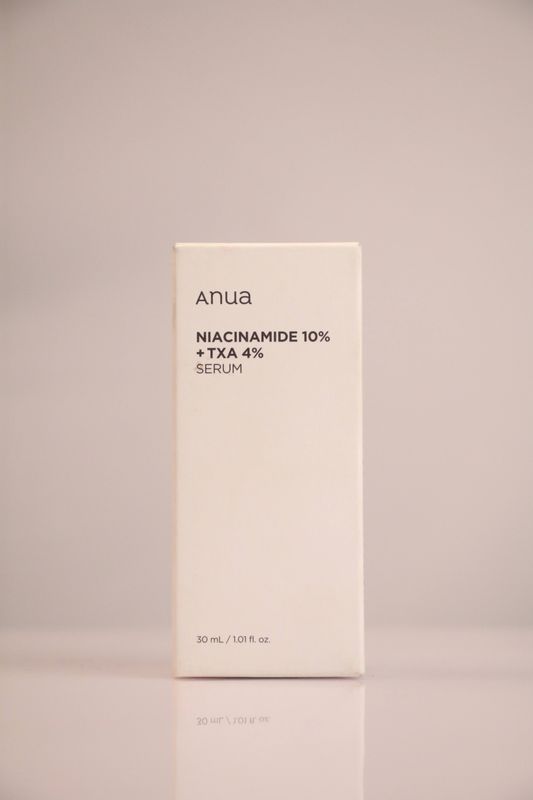 Anua
NIACINAMIDE 10%
+ TXA 4%
SERUM
30 mL / 1.01 fl. oz.